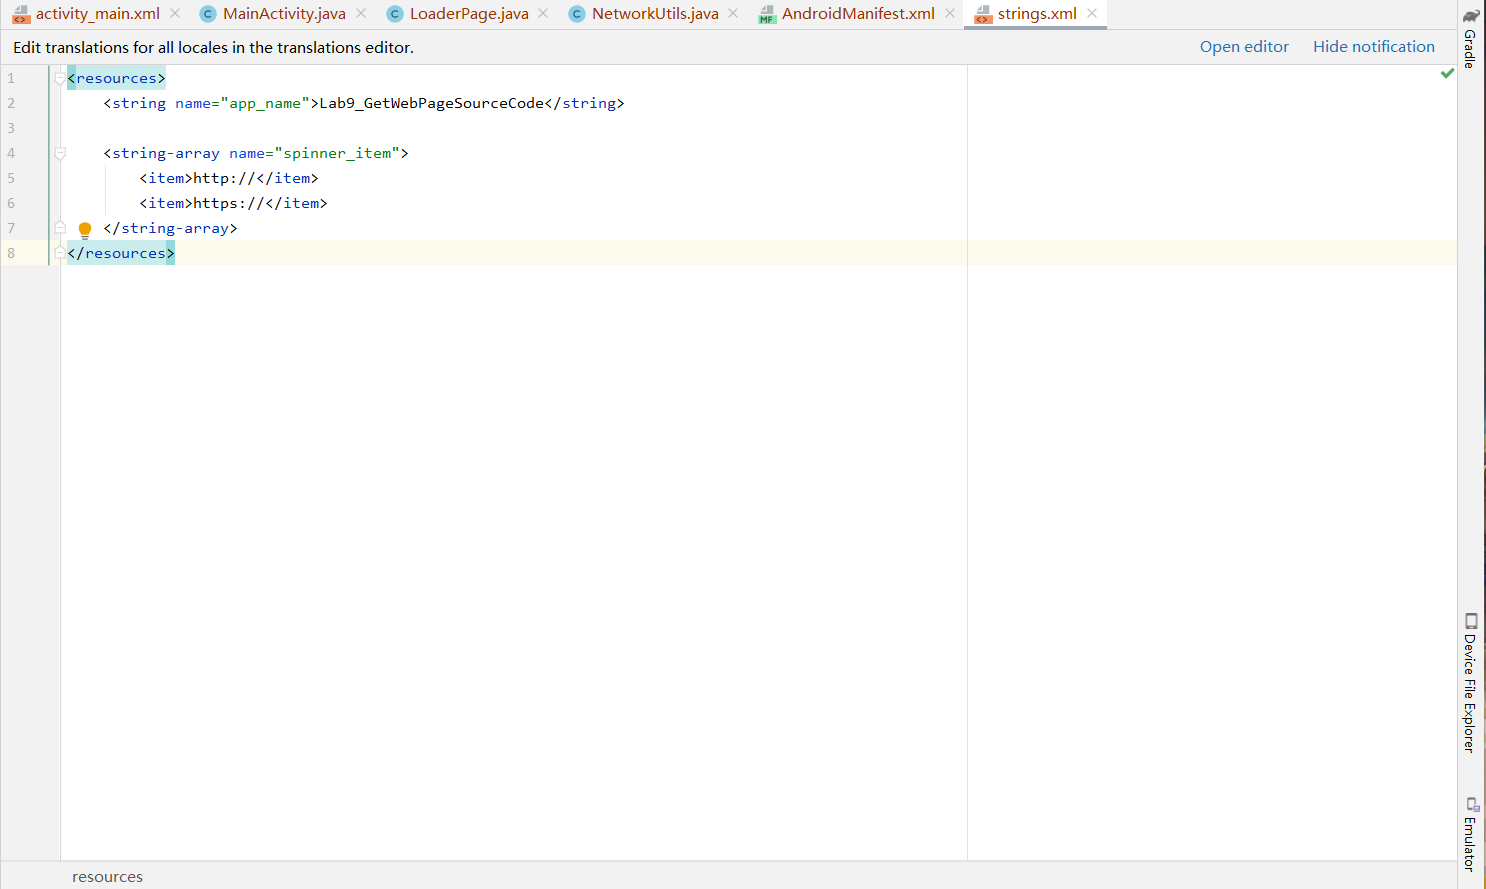 activity_main.xml MainActivity.java LoaderPage.java NetworkUtils.java AndroidManifest.xml strings.xml
Edit translations for all locales in the translations editor. Open editor Hide notification
1 <resources>
2 <string name="app_name">Lab9_GetWebPageSourceCode</string>
3
4 <string-array name="spinner_item">
5 <item>http://</item>
6 <item>https://</item>
7 </string-array>
8 </resources>
resources
Gradle
Device File Explorer
Emulator